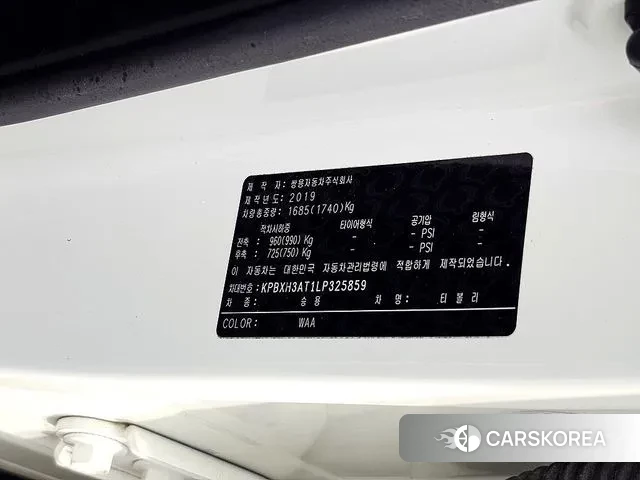 제 작 자: 쌍용자동차주식회사
제작년도: 2019
차량총중량: 1685(1740)Kg
적차시하중 타이어형식 공기압 림형식
전축: 960(990) Kg - - PSI -
후축: 725(750) Kg - - PSI -
이 자동차는 대한민국 자동차관리법령에 적합하게 제작되었습니다.
차대번호: KPBXH3AT1LP325859
차 종: 승용 차 명: 티볼리
COLOR: WAA
CARSKOREA